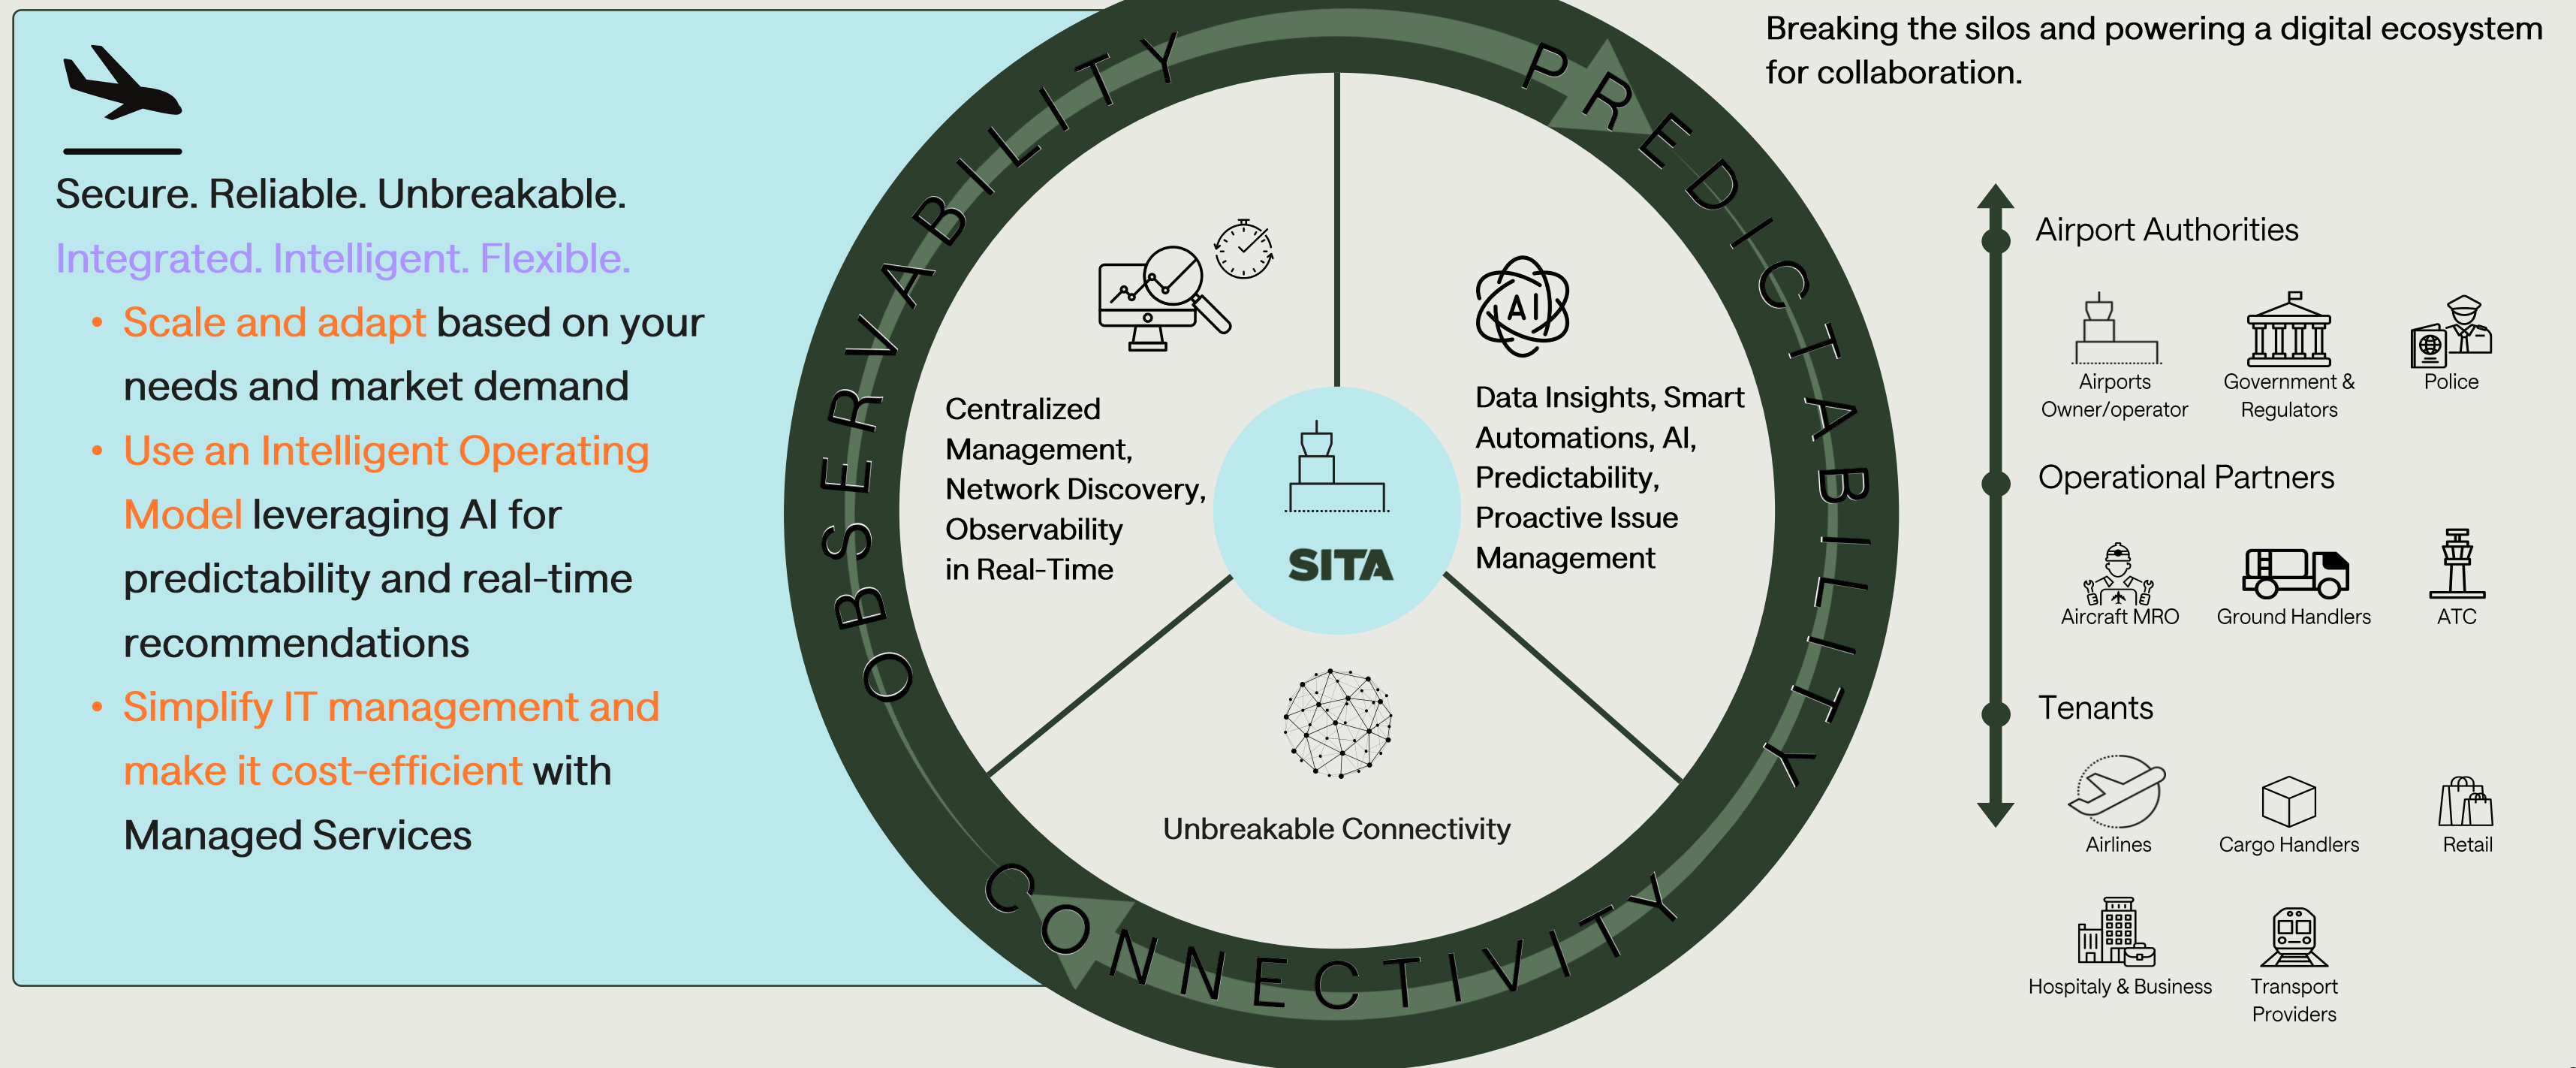 Secure. Reliable. Unbreakable.
Integrated. Intelligent. Flexible.
• Scale and adapt based on your
needs and market demand
• Use an Intelligent Operating
Model leveraging AI for
predictability and real-time
recommendations
• Simplify IT management and
make it cost-efficient with
Managed Services
OBSERVABILITY
PREDICTABILITY
CONNECTIVITY
Centralized
Management,
Network Discovery,
Observability
in Real-Time
AI
Data Insights, Smart
Automations, AI,
Predictability,
Proactive Issue
Management
SITA
Unbreakable Connectivity
Breaking the silos and powering a digital ecosystem
for collaboration.
Airport Authorities
Airports
Owner/operator
Government &
Regulators
Police
Operational Partners
Aircraft MRO
Ground Handlers
ATC
Tenants
Airlines
Cargo Handlers
Retail
Hospitaly & Business
Transport
Providers